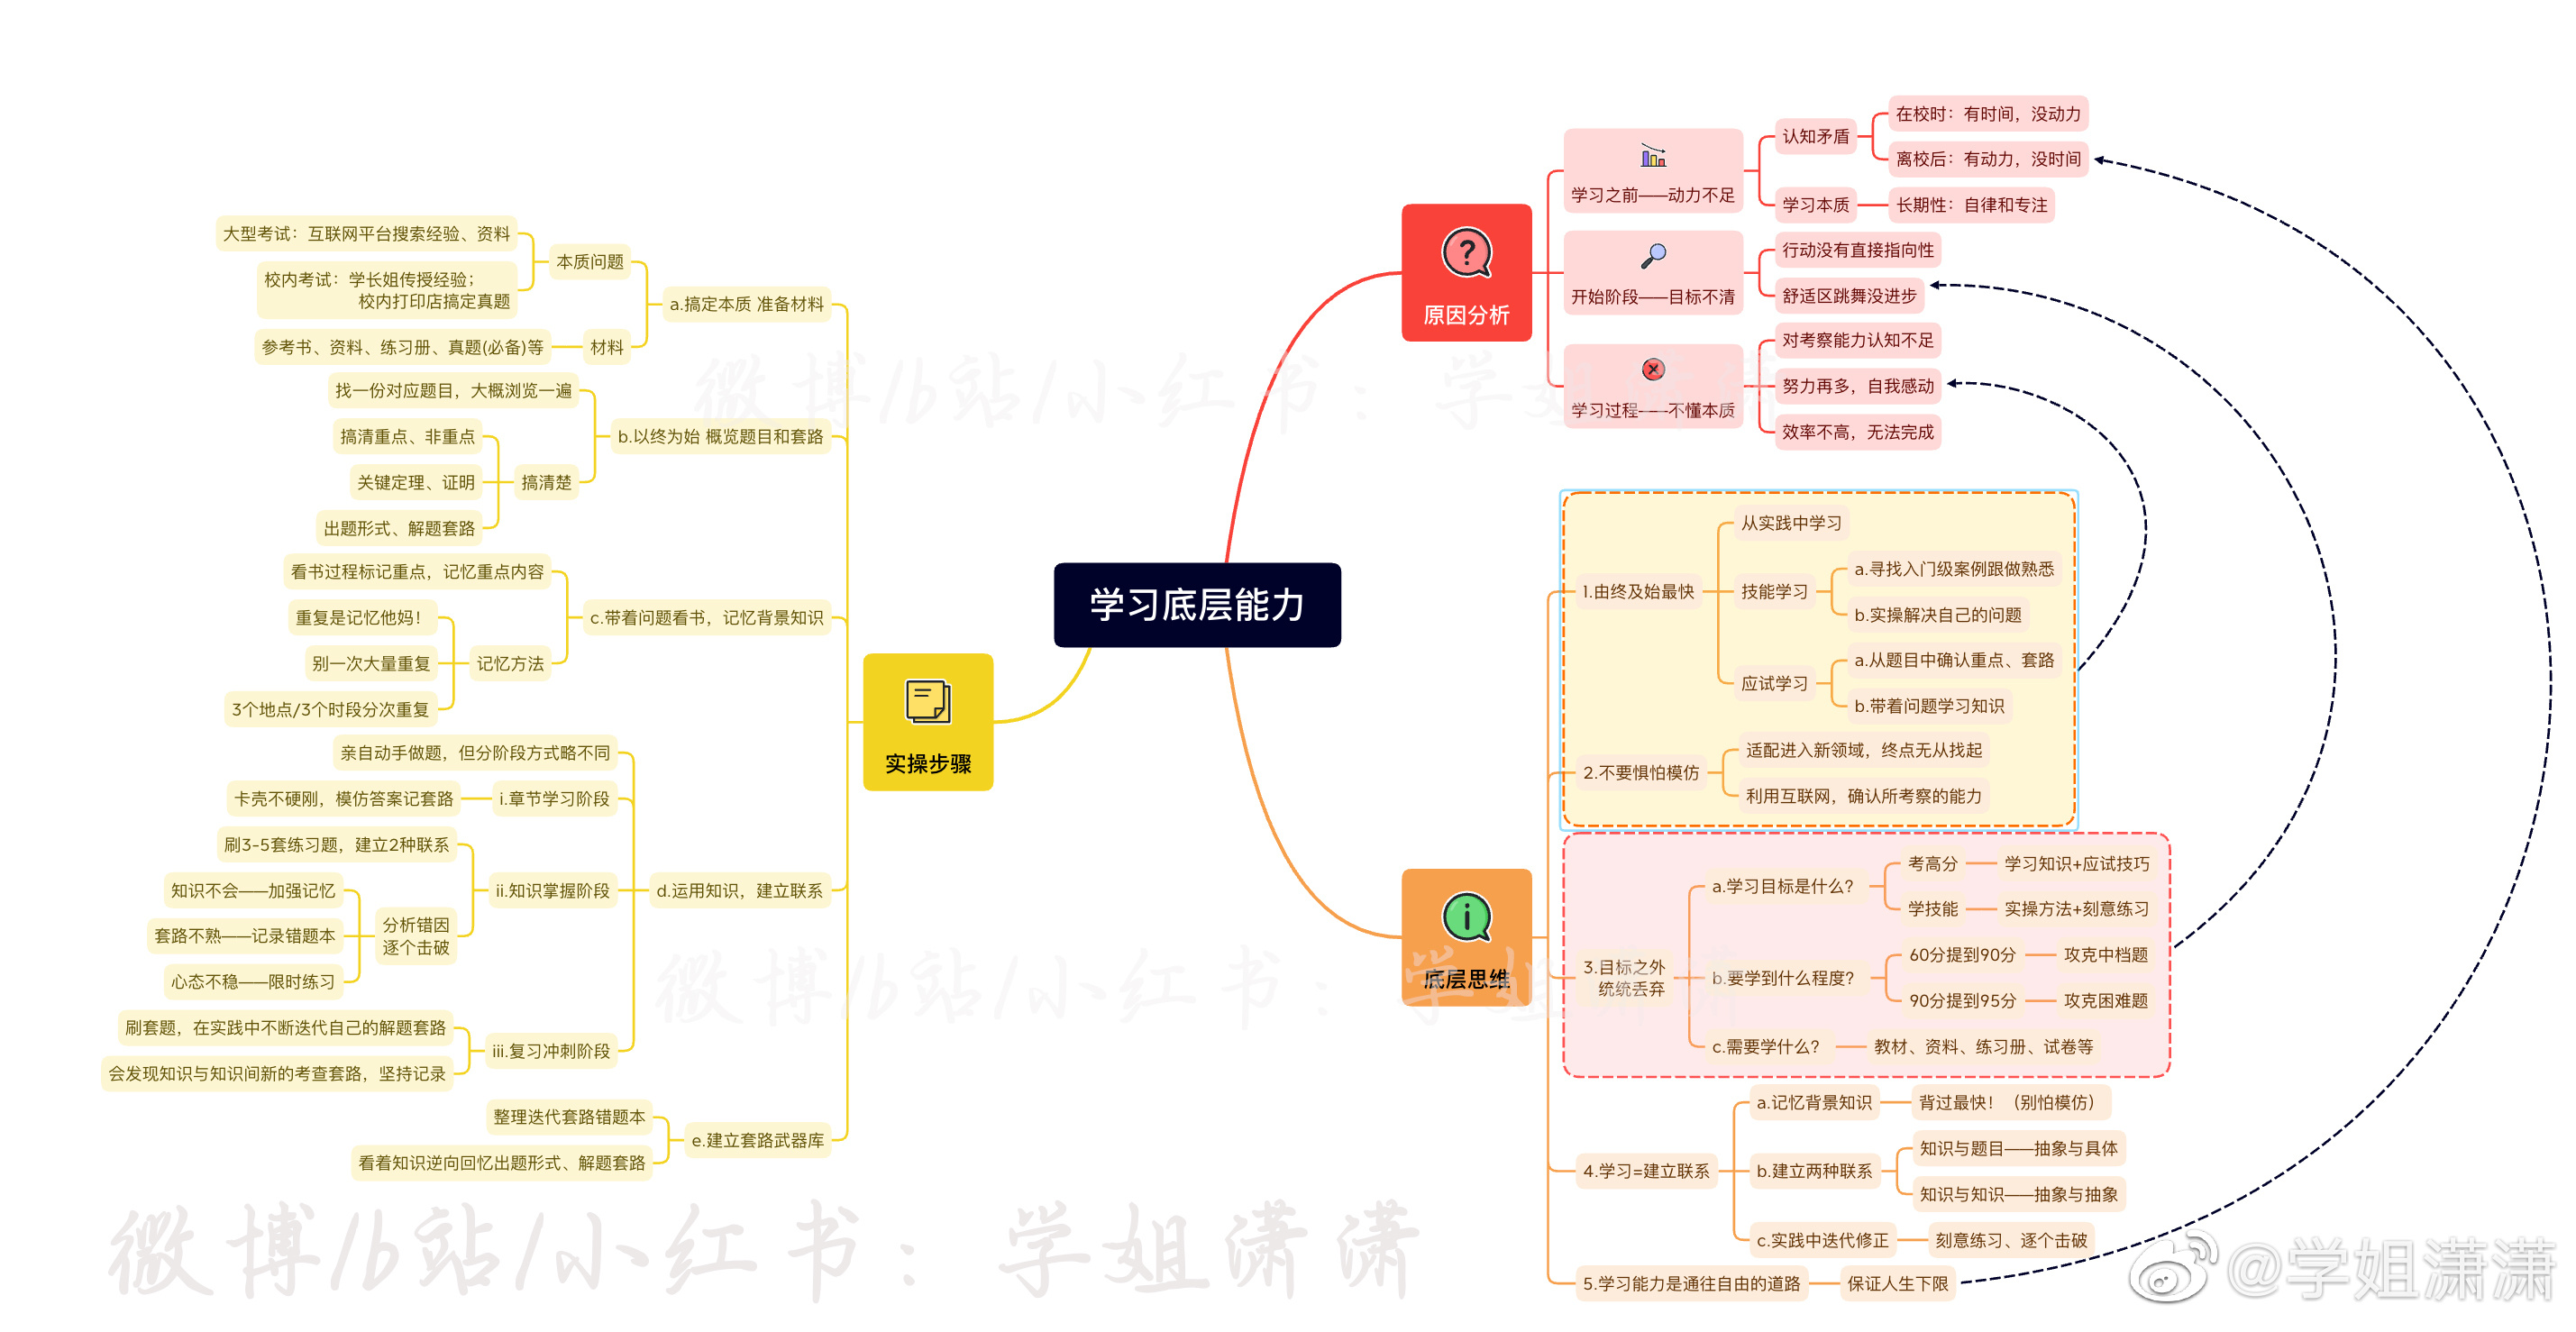 学习底层能力
原因分析
学习之前——动力不足
认知矛盾
在校时：有时间，没动力
离校后：有动力，没时间
学习本质
长期性：自律和专注
开始阶段——目标不清
行动没有直接指向性
舒适区跳舞没进步
学习过程——不懂本质
对考察能力认知不足
努力再多，自我感动
效率不高，无法完成
底层思维
1.由终及始最快
从实践中学习
技能学习
a.寻找入门级案例跟做熟悉
b.实操解决自己的问题
应试学习
a.从题目中确认重点、套路
b.带着问题学习知识
2.不要惧怕模仿
适配进入新领域，终点无从找起
利用互联网，确认所考察的能力
3.目标之外
统统丢弃
a.学习目标是什么？
考高分
学习知识+应试技巧
学技能
实操方法+刻意练习
b.要学到什么程度？
60分提到90分
攻克中档题
90分提到95分
攻克困难题
c.需要学什么？
教材、资料、练习册、试卷等
4.学习=建立联系
a.记忆背景知识
背过最快！（别怕模仿）
b.建立两种联系
知识与题目——抽象与具体
知识与知识——抽象与抽象
c.实践中迭代修正
刻意练习、逐个击破
5.学习能力是通往自由的道路
保证人生下限
实操步骤
a.搞定本质 准备材料
本质问题
大型考试：互联网平台搜索经验、资料
校内考试：学长姐传授经验；
校内打印店搞定真题
材料
参考书、资料、练习册、真题(必备)等
b.以终为始 概览题目和套路
找一份对应题目，大概浏览一遍
搞清楚
搞清重点、非重点
关键定理、证明
出题形式、解题套路
c.带着问题看书，记忆背景知识
看书过程标记重点，记忆重点内容
记忆方法
重复是记忆他妈！
别一次大量重复
3个地点/3个时段分次重复
d.运用知识，建立联系
亲自动手做题，但分阶段方式略不同
i.章节学习阶段
卡壳不硬刚，模仿答案记套路
ii.知识掌握阶段
刷3-5套练习题，建立2种联系
分析错因
逐个击破
知识不会——加强记忆
套路不熟——记录错题本
心态不稳——限时练习
iii.复习冲刺阶段
刷套题，在实践中不断迭代自己的解题套路
会发现知识与知识间新的考查套路，坚持记录
e.建立套路武器库
整理迭代套路错题本
看着知识逆向回忆出题形式、解题套路
微博/b站/小红书：学姐潇潇
微博/b站/小红书：学姐潇潇
微博/b站/小红书：学姐潇潇
@学姐潇潇